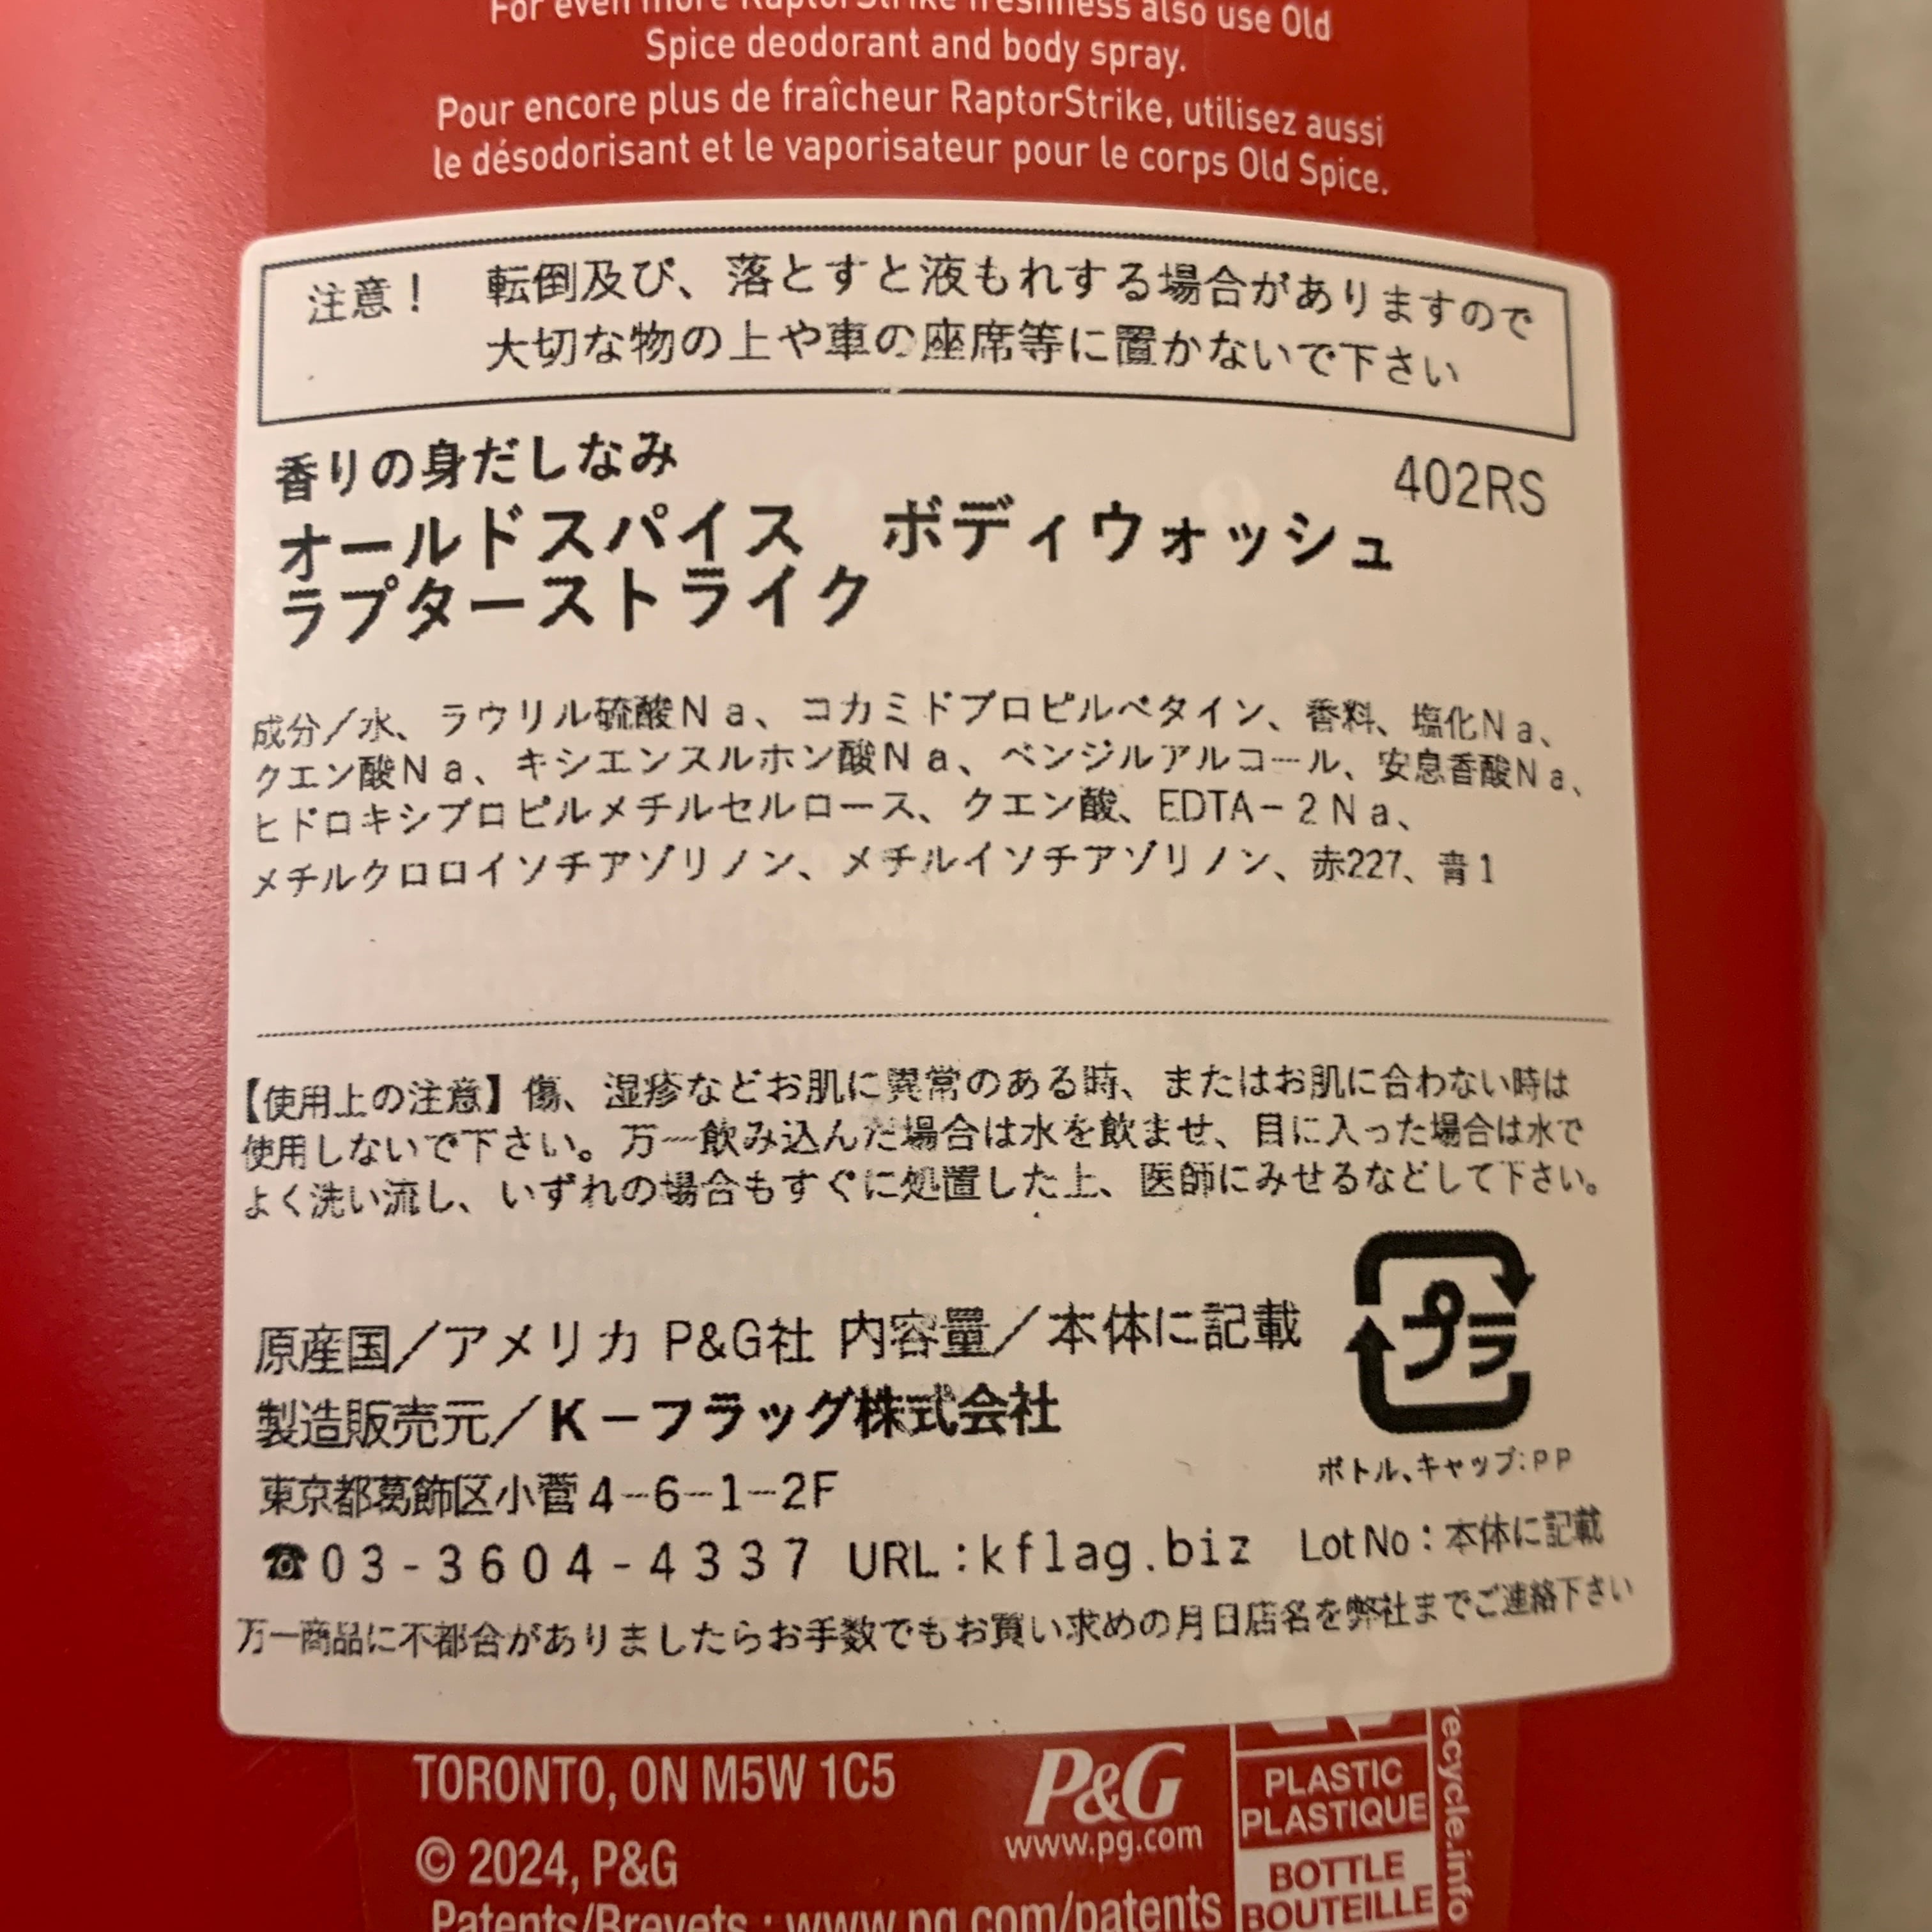 For even more RaptorStrike freshness also use Old
Spice deodorant and body spray.
Pour encore plus de fraîcheur RaptorStrike, utilisez aussi
le désodorisant et le vaporisateur pour le corps Old Spice.
注意！ 転倒及び、落とすと液もれする場合がありますので
大切な物の上や車の座席等に置かないで下さい
香りの身だしなみ
402RS
オールドスパイス ボディウォッシュ
ラプターストライク
成分／水、ラウリル硫酸Ｎａ、コカミドプロピルベタイン、香料、塩化Ｎａ、
クエン酸Ｎａ、キシエンスルホン酸Ｎａ、ベンジルアルコール、安息香酸Ｎａ、
ヒドロキシプロピルメチルセルロース、クエン酸、EDTA－２Ｎａ、
メチルクロロイソチアゾリノン、メチルイソチアゾリノン、赤227、青1
【使用上の注意】傷、湿疹などお肌に異常のある時、またはお肌に合わない時は
使用しないで下さい。万一飲み込んだ場合は水を飲ませ、目に入った場合は水で
よく洗い流し、いずれの場合もすぐに処置した上、医師にみせるなどして下さい。
原産国／アメリカ P&G社 内容量／本体に記載
プラ
製造販売元／K－フラッグ株式会社
ボトル、キャップ:PP
東京都葛飾区小菅4-6-1-2F
☎03-3604-4337 URL:kflag.biz Lot No：本体に記載
万一商品に不都合がありましたらお手数でもお買い求めの月日店名を弊社までご連絡下さい
TORONTO, ON M5W 1C5
© 2024, P&G
Patents/Brevets : www.pg.com/patents
P&G
www.pg.com
PLASTIC
PLASTIQUE
BOTTLE
BOUTEILLE
recycle.info